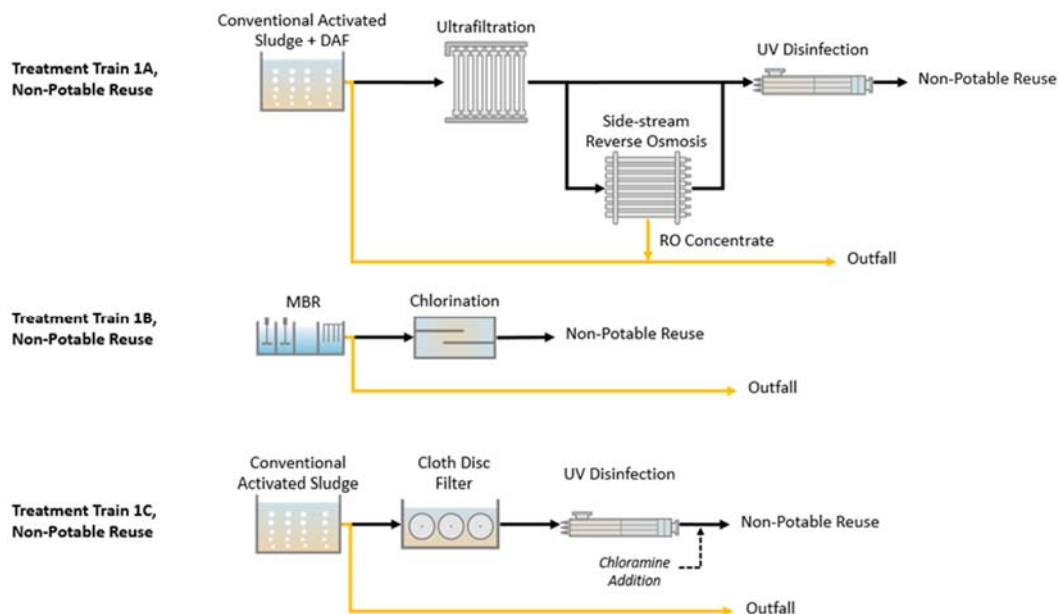 Treatment Train 1A,
Non-Potable Reuse
Conventional Activated
Sludge + DAF
Ultrafiltration
UV Disinfection
Non-Potable Reuse
Side-stream
Reverse Osmosis
RO Concentrate
Outfall
Treatment Train 1B,
Non-Potable Reuse
MBR
Chlorination
Non-Potable Reuse
Outfall
Treatment Train 1C,
Non-Potable Reuse
Conventional
Activated Sludge
Cloth Disc
Filter
UV Disinfection
Non-Potable Reuse
Chloramine
Addition
Outfall